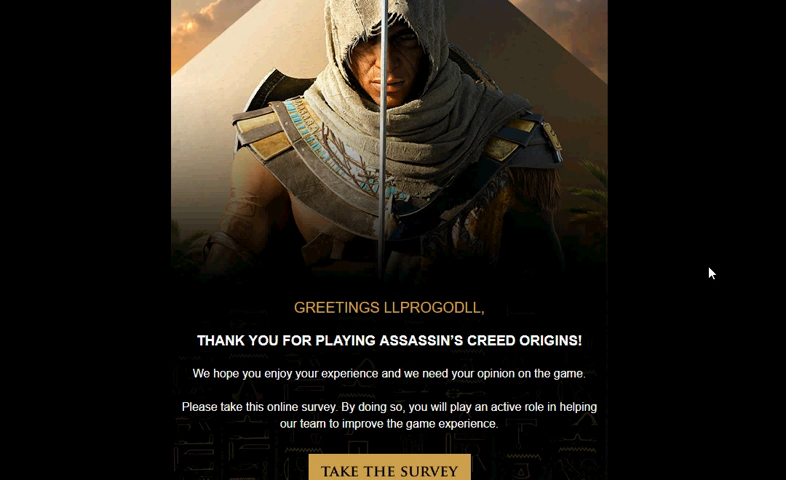 GREETINGS LLPROGODLL,
THANK YOU FOR PLAYING ASSASSIN'S CREED ORIGINS!
We hope you enjoy your experience and we need your opinion on the game.
Please take this online survey. By doing so, you will play an active role in helping
our team to improve the game experience.
TAKE THE SURVEY